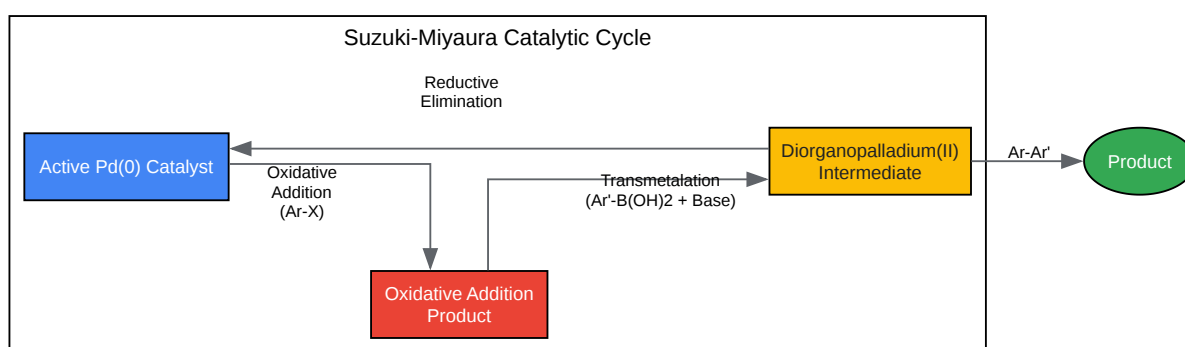 Suzuki-Miyaura Catalytic Cycle
Reductive
Elimination
Active Pd(0) Catalyst
Oxidative
Addition
(Ar-X)
Transmetalation
(Ar'-B(OH)2 + Base)
Diorganopalladium(II)
Intermediate
Ar-Ar'
Product
Oxidative Addition
Product